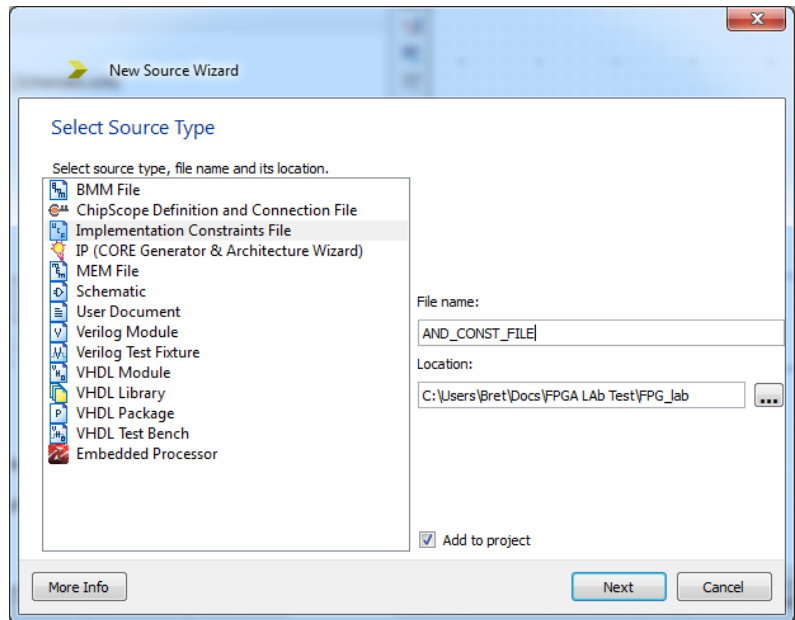 New Source Wizard
Select Source Type
Select source type, file name and its location.
BMM File
ChipScope Definition and Connection File
Implementation Constraints File
IP (CORE Generator & Architecture Wizard)
MEM File
Schematic
User Document
Verilog Module
Verilog Test Fixture
VHDL Module
VHDL Library
VHDL Package
VHDL Test Bench
Embedded Processor
File name:
AND_CONST_FILE
Location:
C:\Users\Bret\Docs\FPGA LAb Test\FPG_lab
...
Add to project
More Info
Next
Cancel